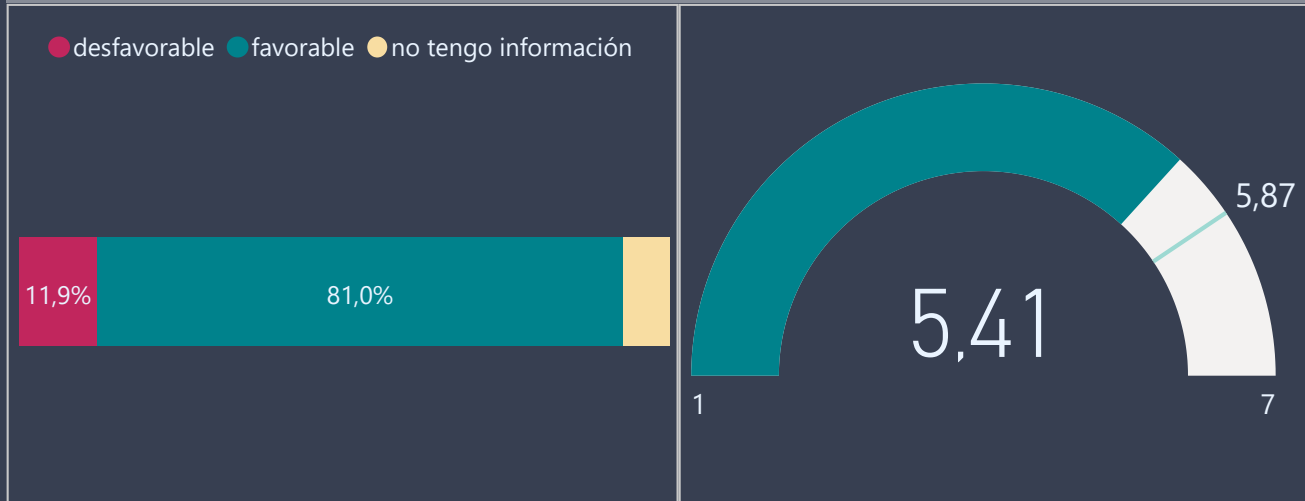 desfavorable favorable no tengo información
11,9% 81,0%
5,87
5,41
1 7